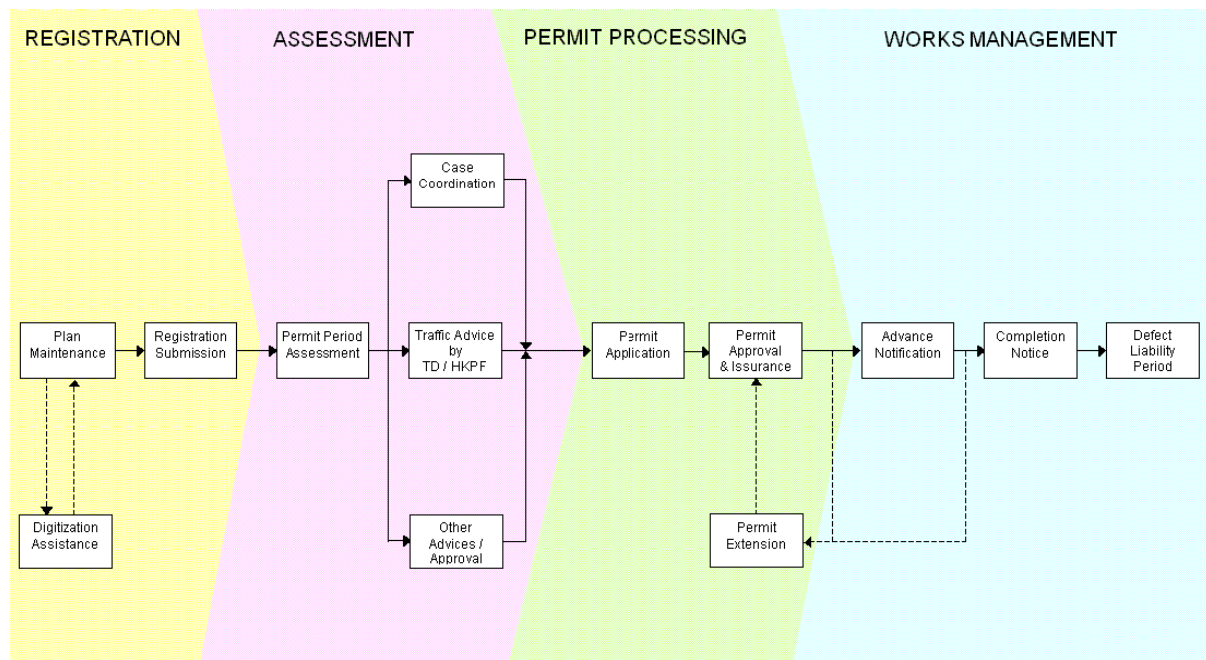 REGISTRATION
ASSESSMENT
PERMIT PROCESSING
WORKS MANAGEMENT
Case
Coordination
Plan
Maintenance
Registration
Submission
Permit Period
Assessment
Traffic Advice
by
TD / HKPF
Permit
Application
Permit
Approval
& Issurance
Advance
Notification
Completion
Notice
Defect
Liability
Period
Digitization
Assistance
Other
Advices /
Approval
Permit
Extension